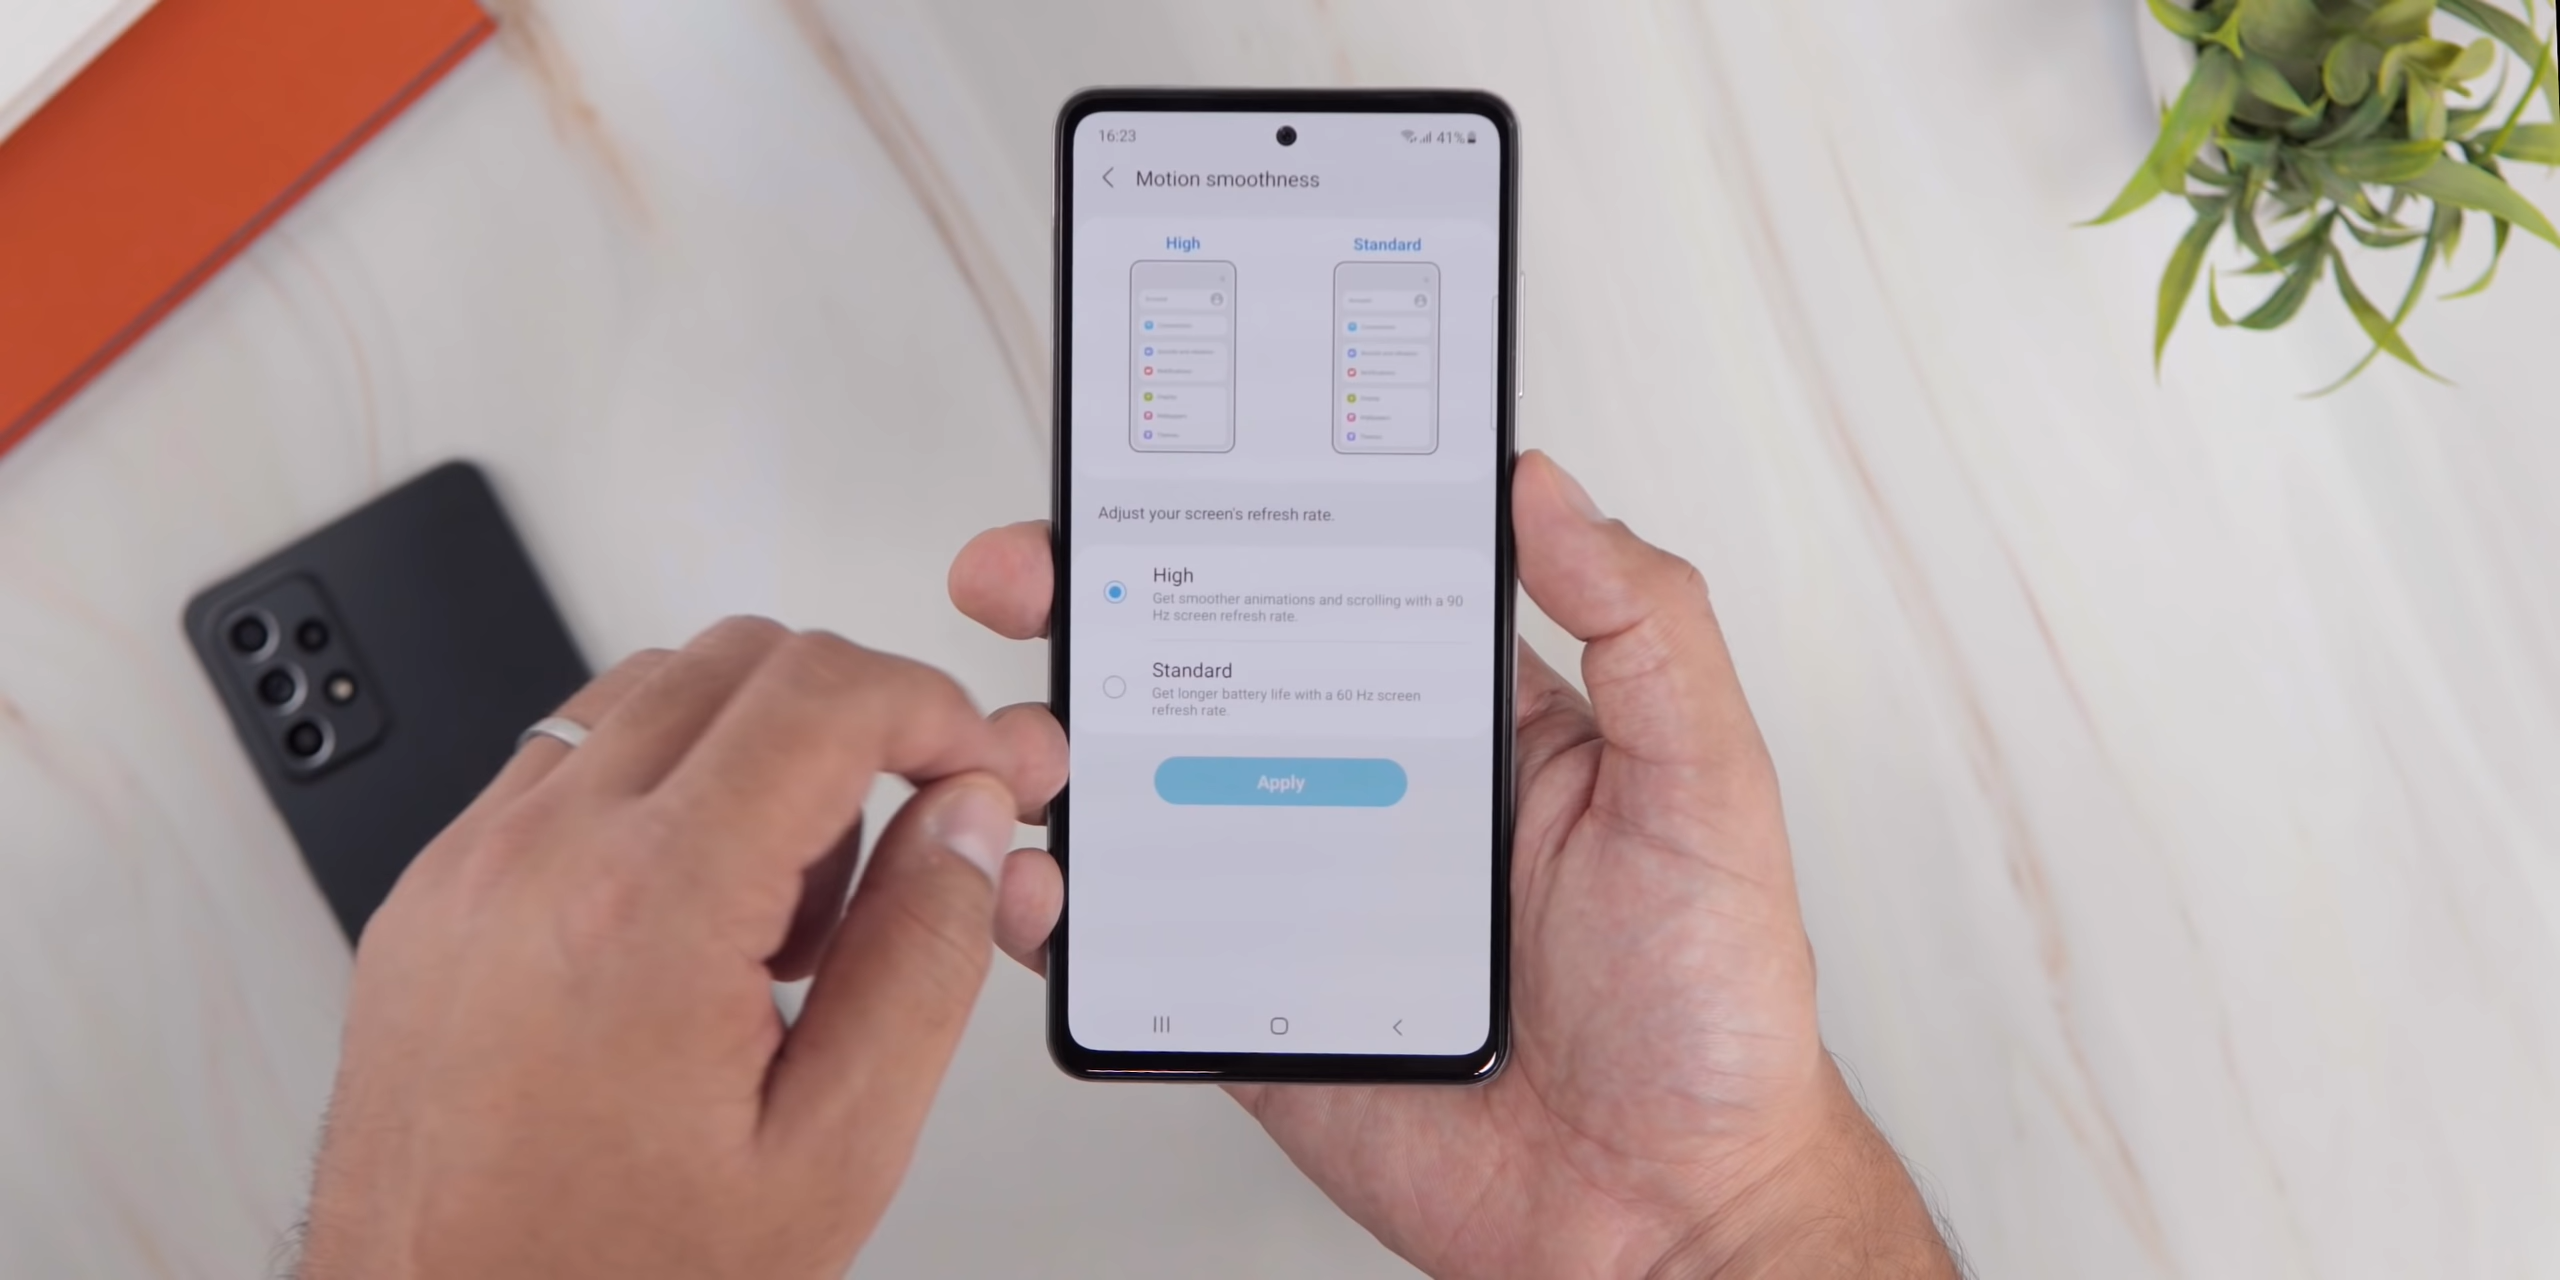 16:23
41%
Motion smoothness
High
Standard
Adjust your screen's refresh rate.
High
Get smoother animations and scrolling with a 90
Hz screen refresh rate.
Standard
Get longer battery life with a 60 Hz screen
refresh rate.
Apply